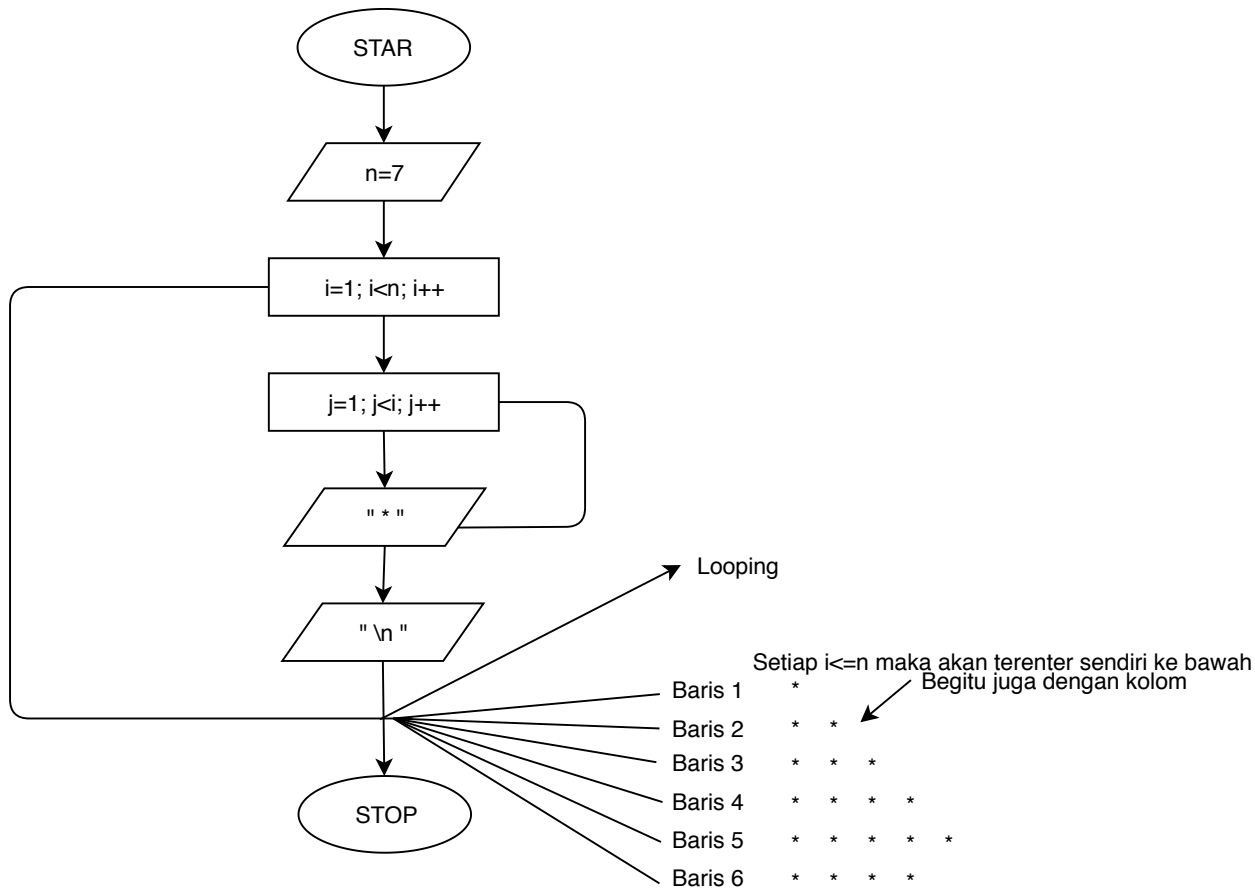 STAR
n=7
i=1; i<n; i++
j=1; j<i; j++
" * "
" \n "
Looping
Setiap i<=n maka akan terenter sendiri ke bawah
Begitu juga dengan kolom
Baris 1 *
Baris 2 * *
Baris 3 * * *
Baris 4 * * * *
Baris 5 * * * * *
Baris 6 * * * *
STOP